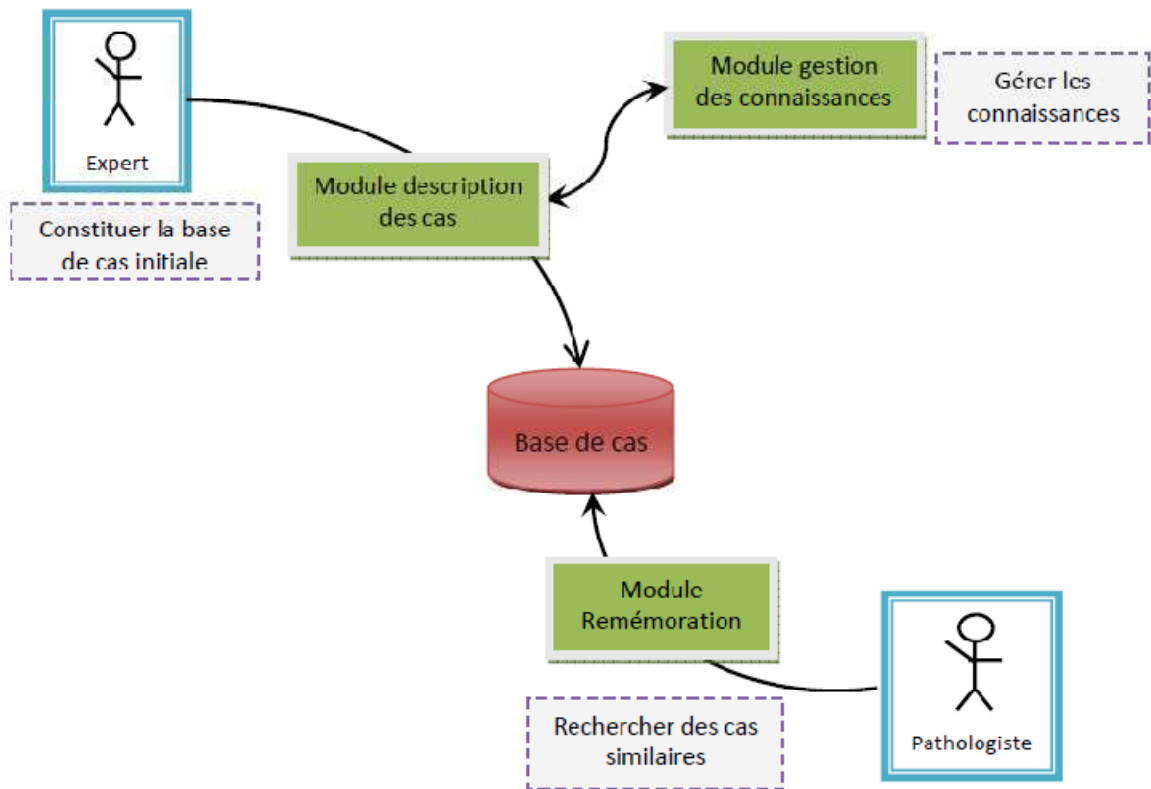 Module gestion
des connaissances
Gérer les
connaissances
Expert
Module description
des cas
Constituer la base
de cas initiale
Base de cas
Module
Remémoration
Rechercher des cas
similaires
Pathologiste